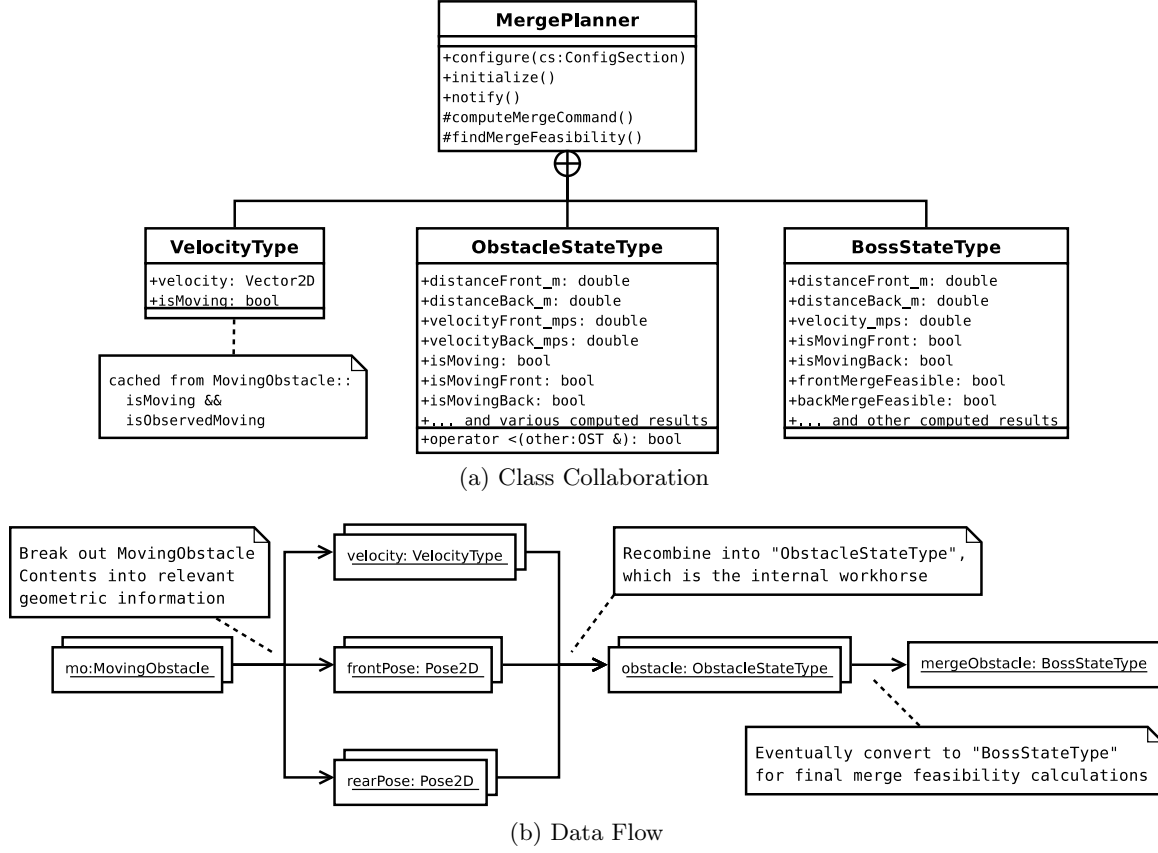 MergePlanner
+configure(cs:ConfigSection)
+initialize()
+notify()
#computeMergeCommand()
#findMergeFeasibility()
VelocityType
+velocity: Vector2D
+isMoving: bool
cached from MovingObstacle::
isMoving &&
isObservedMoving
ObstacleStateType
+distanceFront_m: double
+distanceBack_m: double
+velocityFront_mps: double
+velocityBack_mps: double
+isMoving: bool
+isMovingFront: bool
+isMovingBack: bool
+... and various computed results
+operator <(other:OST &): bool
BossStateType
+distanceFront_m: double
+distanceBack_m: double
+velocity_mps: double
+isMovingFront: bool
+isMovingBack: bool
+frontMergeFeasible: bool
+backMergeFeasible: bool
+... and other computed results
(a) Class Collaboration
Break out MovingObstacle
Contents into relevant
geometric information
velocity: VelocityType
Recombine into "ObstacleStateType",
which is the internal workhorse
mo:MovingObstacle
frontPose: Pose2D
obstacle: ObstacleStateType
mergeObstacle: BossStateType
rearPose: Pose2D
Eventually convert to "BossStateType"
for final merge feasibility calculations
(b) Data Flow